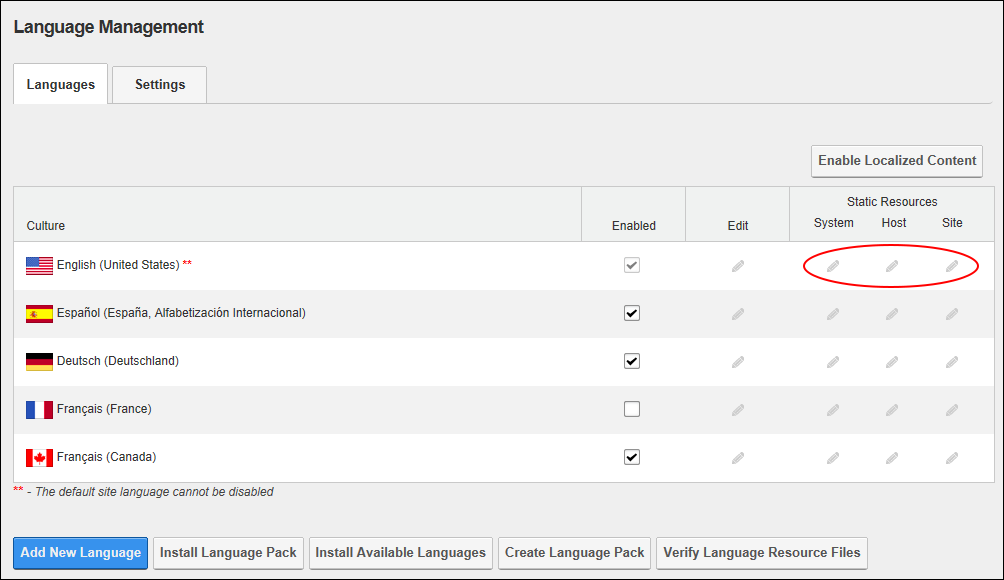 Language Management
Languages Settings
Enable Localized Content
Static Resources
Culture Enabled Edit System Host Site
English (United States) **
Español (España, Alfabetización Internacional)
Deutsch (Deutschland)
Français (France)
Français (Canada)
** - The default site language cannot be disabled
Add New Language Install Language Pack Install Available Languages Create Language Pack Verify Language Resource Files